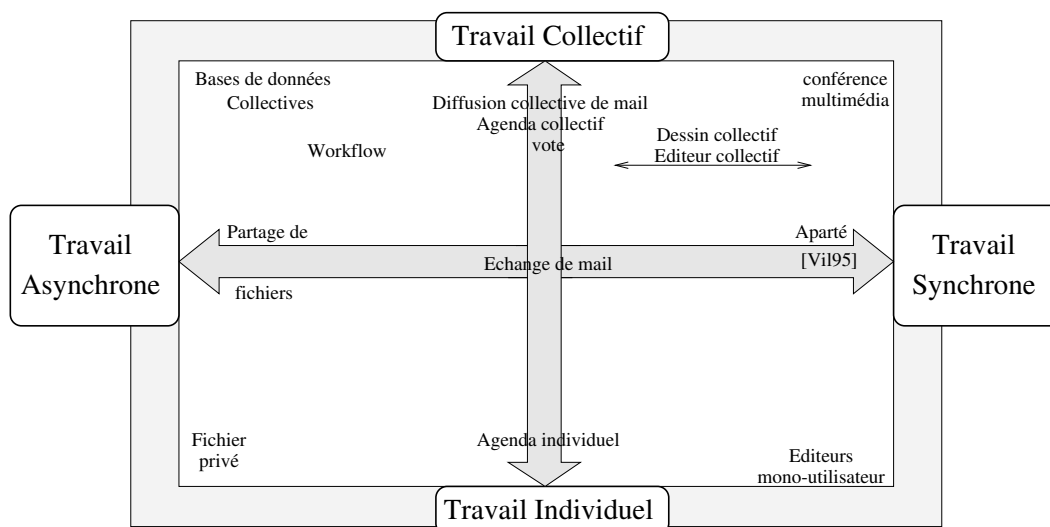 Travail Collectif
Bases de données
Collectives
conférence
multimédia
Diffusion collective de mail
Agenda collectif
vote
Dessin collectif
Editeur collectif
Workflow
Travail
Asynchrone
Partage de
fichiers
Echange de mail
Aparté
[Vil95]
Travail
Synchrone
Fichier
privé
Agenda individuel
Editeurs
mono-utilisateur
Travail Individuel